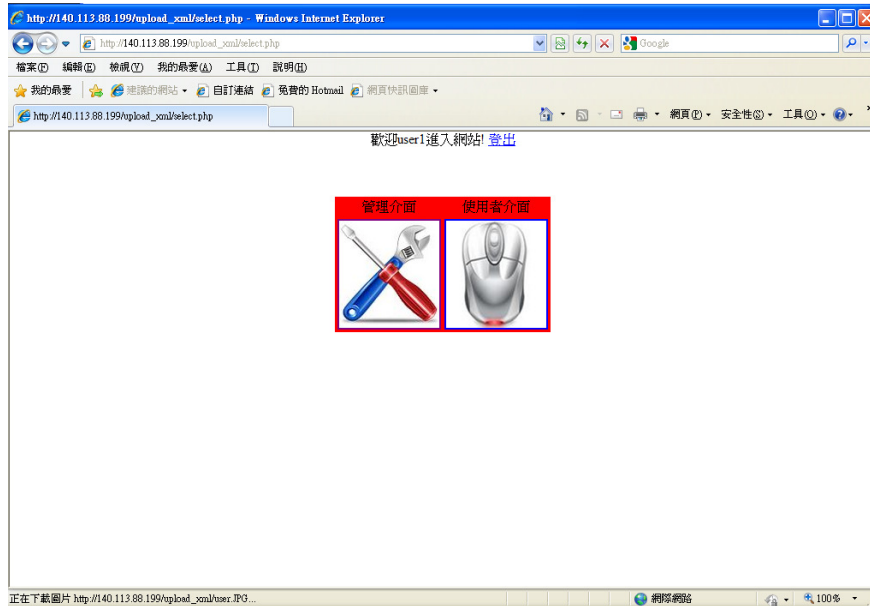 http://140.113.88.199/upload_xml/select.php - Windows Internet Explorer
http://140.113.88.199/upload_xml/select.php
Google
檔案(F) 編輯(E) 檢視(V) 我的最愛(A) 工具(T) 說明(H)
我的最愛 建議的網站 自訂連結 免費的 Hotmail 網頁快訊圖庫
http://140.113.88.199/upload_xml/select.php
網頁(P) 安全性(S) 工具(O)
歡迎user1進入網站! 登出
管理介面 使用者介面
正在下載圖片 http://140.113.88.199/upload_xml/user.JPG...
網際網路
100%